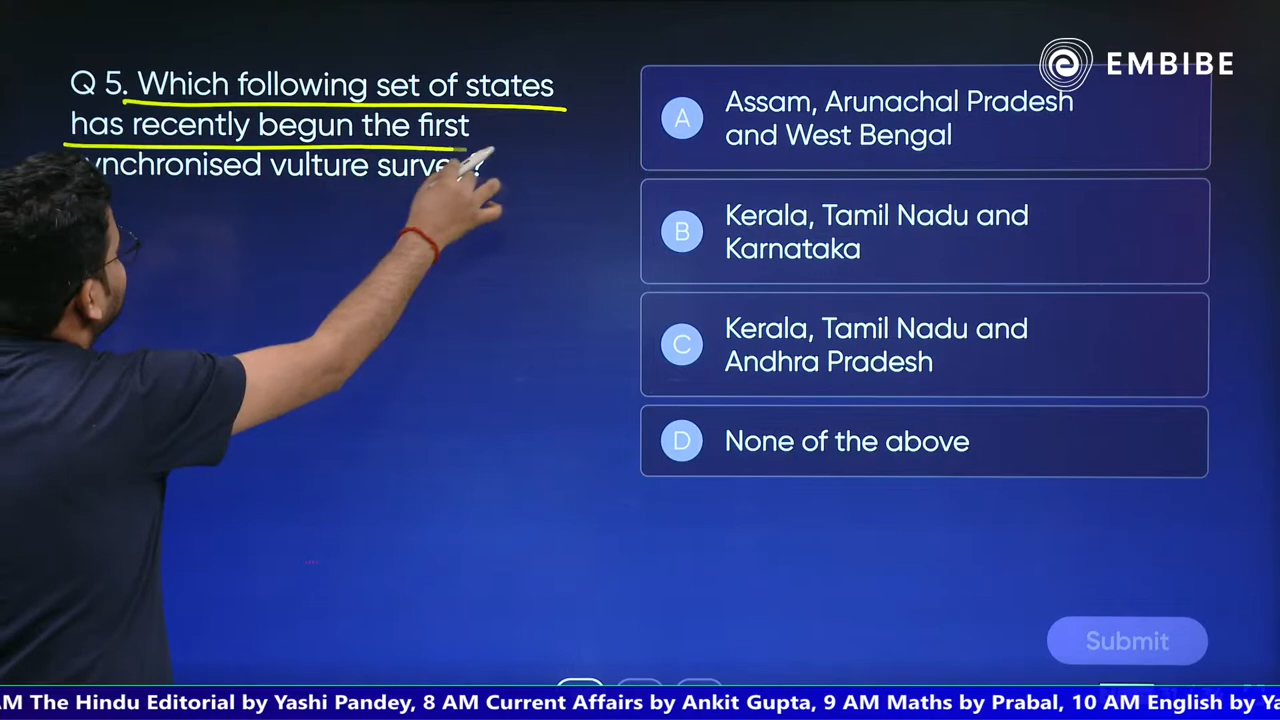 EMBIBE
Q 5. Which following set of states
has recently begun the first
vulture
A
Assam, Arunachal Pradesh
and West Bengal
B
Kerala, Tamil Nadu and
Karnataka
C
Kerala, Tamil Nadu and
Andhra Pradesh
D
None of the above
Submit
AM The Hindu Editorial by Yashi Pandey, 8 AM Current Affairs by Ankit Gupta, 9 AM Maths by Prabal, 10 AM English by